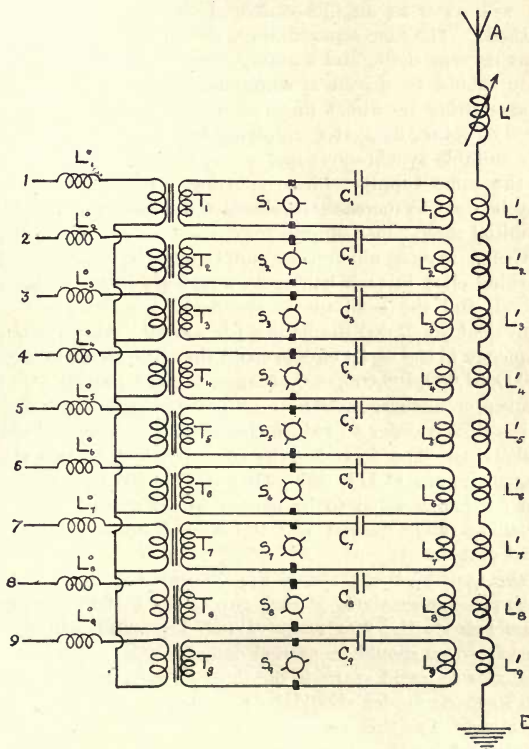 A
L'
1 L°₁ T₁ S₁ C₁ L₁ L'₁
2 L°₂ T₂ S₂ C₂ L₂ L'₂
3 L°₃ T₃ S₃ C₃ L₃ L'₃
4 L°₄ T₄ S₄ C₄ L₄ L'₄
5 L°₅ T₅ S₅ C₅ L₅ L'₅
6 L°₆ T₆ S₆ C₆ L₆ L'₆
7 L°₇ T₇ S₇ C₇ L₇ L'₇
8 L°₈ T S₈ C₈ L₈ L'₈
9 L°₉ T₉ S₉ C₉ L₉ L'₉
E